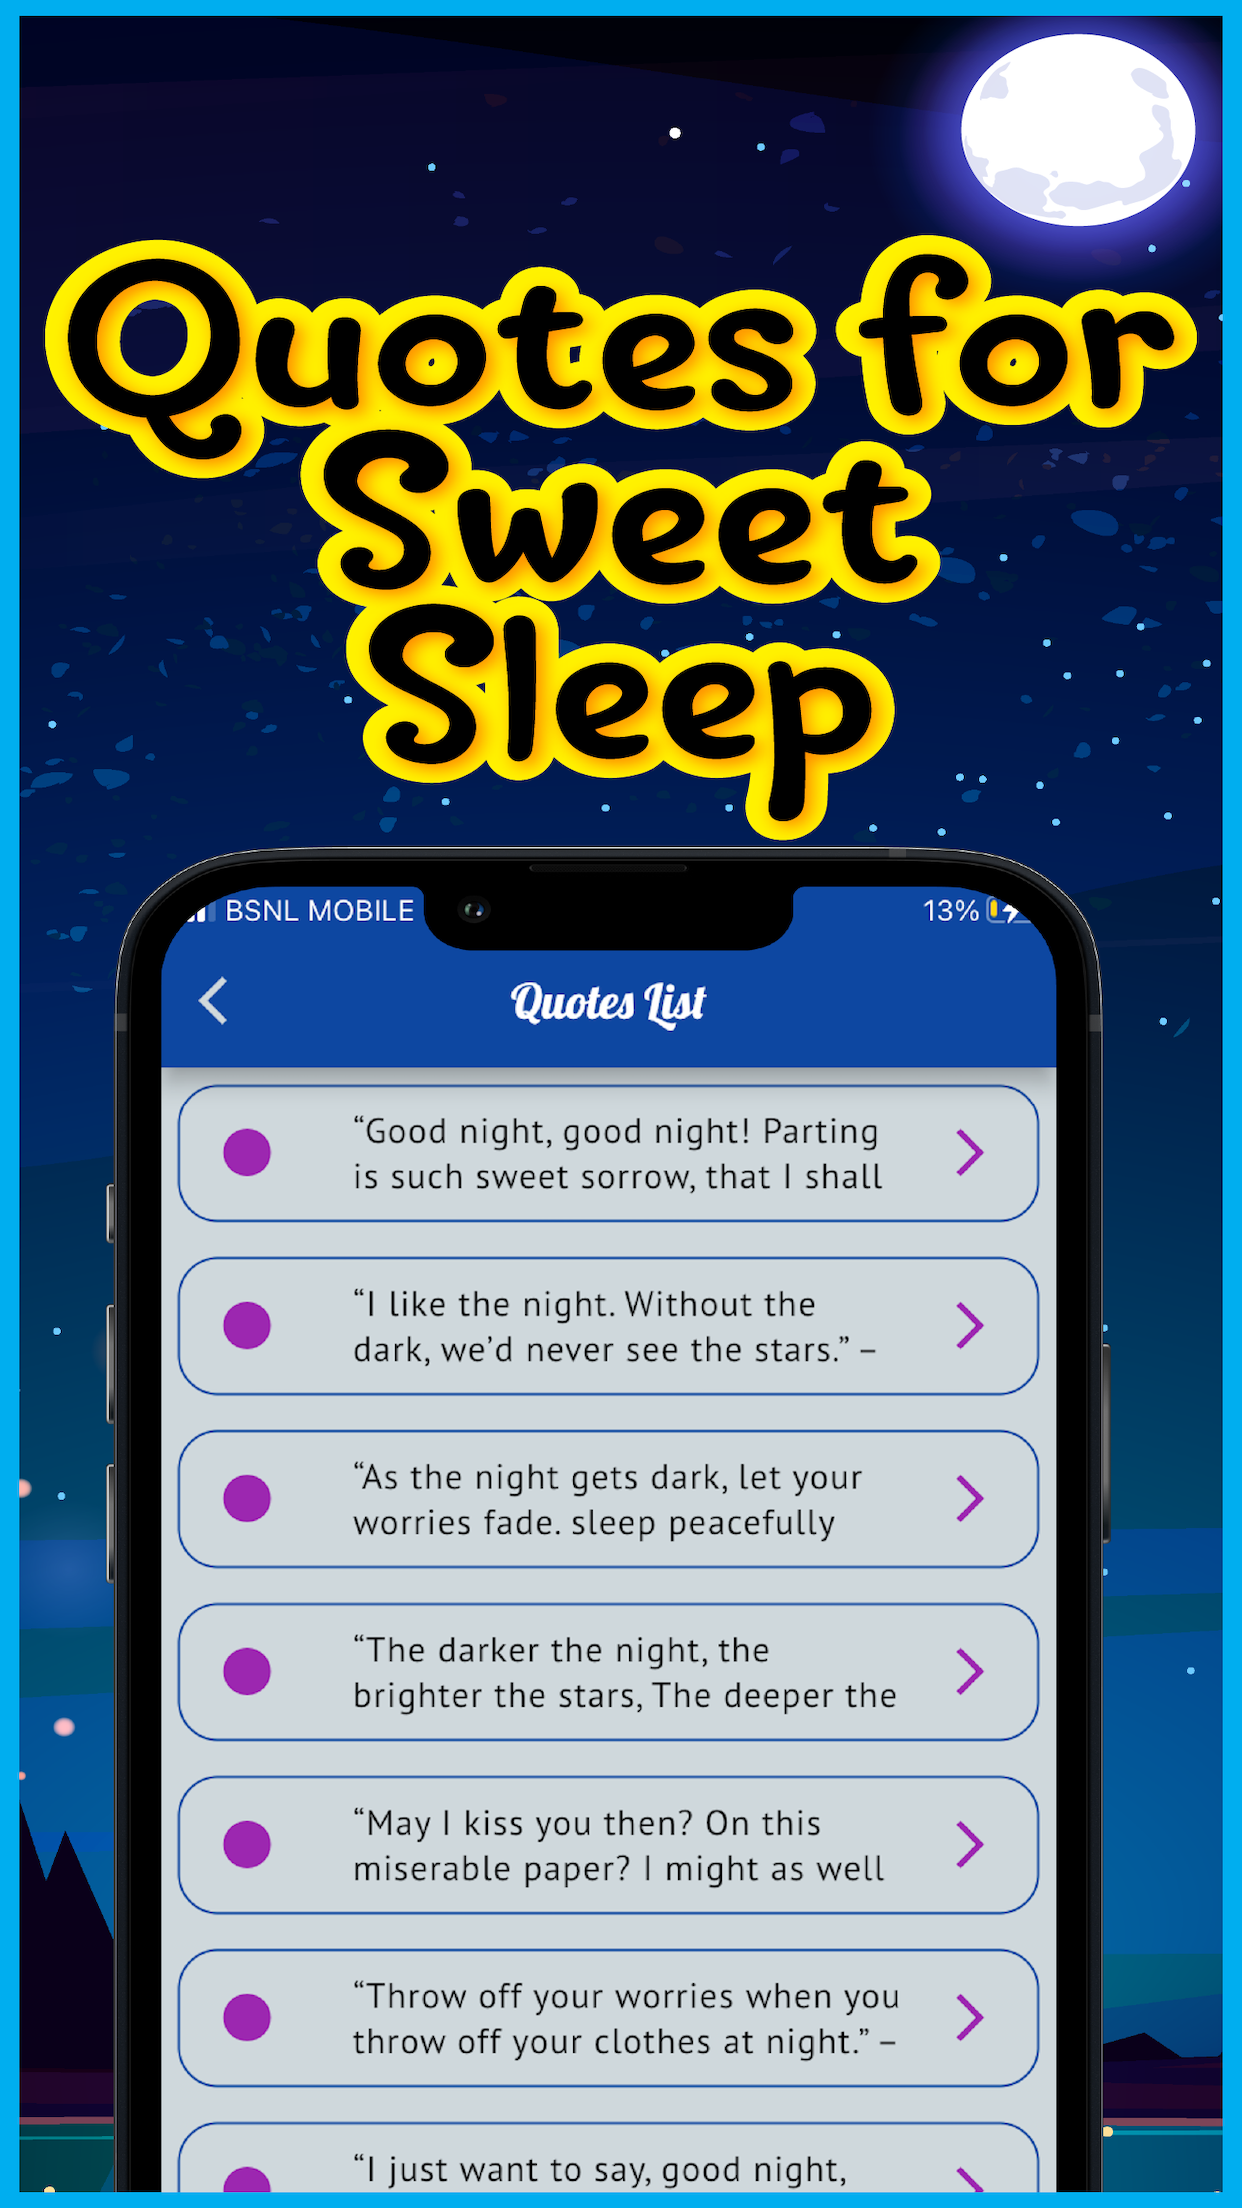 Quotes for
Sweet
Sleep
BSNL MOBILE
13%
Quotes List
“Good night, good night! Parting
is such sweet sorrow, that I shall
“I like the night. Without the
dark, we’d never see the stars.” –
“As the night gets dark, let your
worries fade. sleep peacefully
“The darker the night, the
brighter the stars, The deeper the
“May I kiss you then? On this
miserable paper? I might as well
“Throw off your worries when you
throw off your clothes at night.” –
“I just want to say, good night,